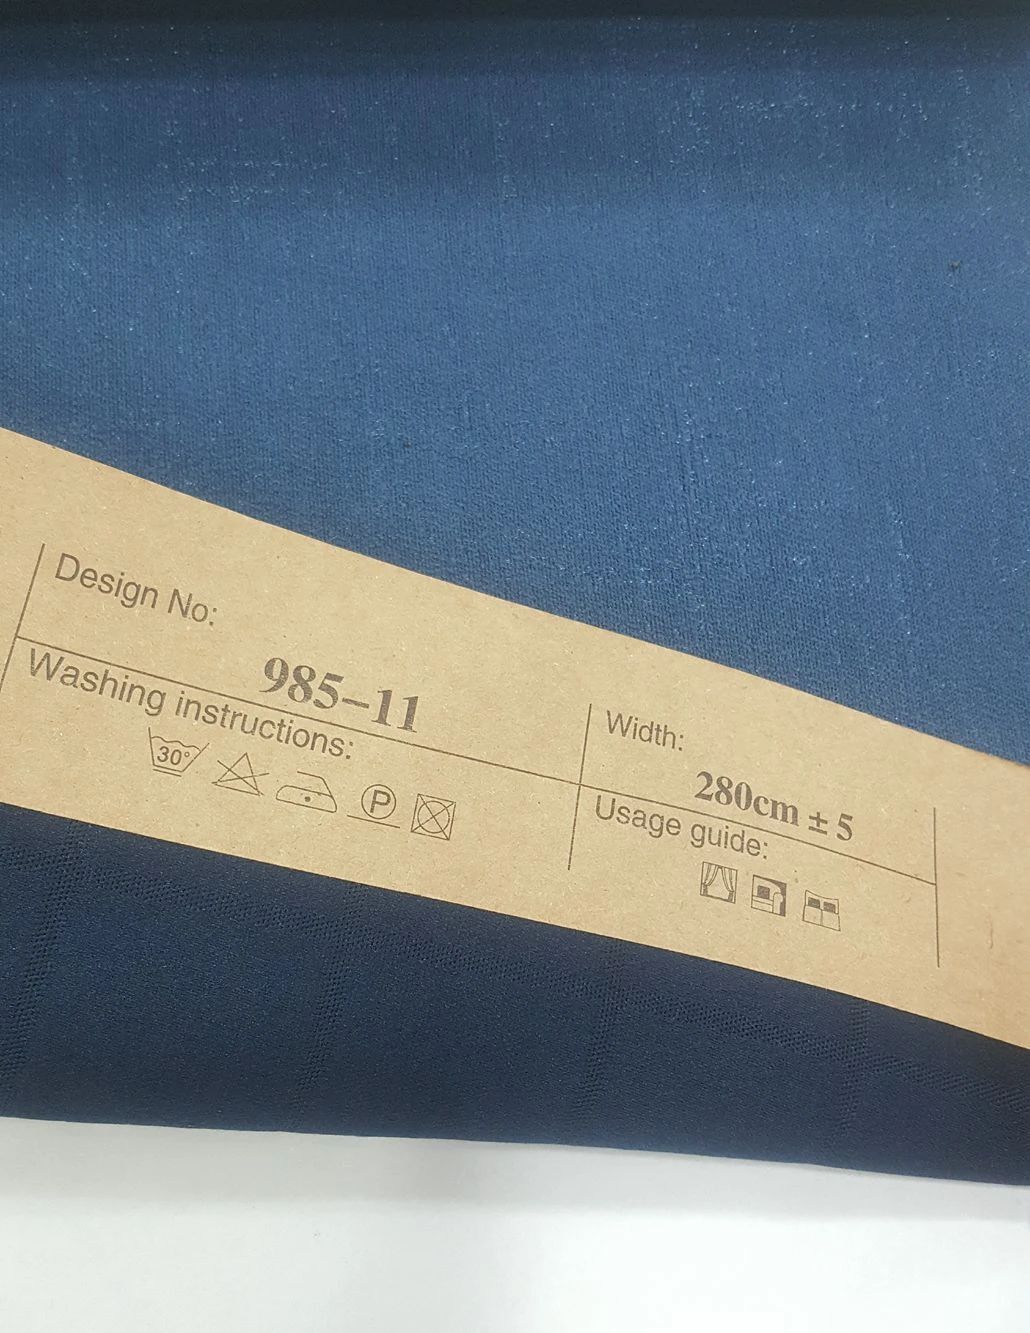 Design No:
985-11
Washing instructions:
30°
P
Width:
280cm ± 5
Usage guide: